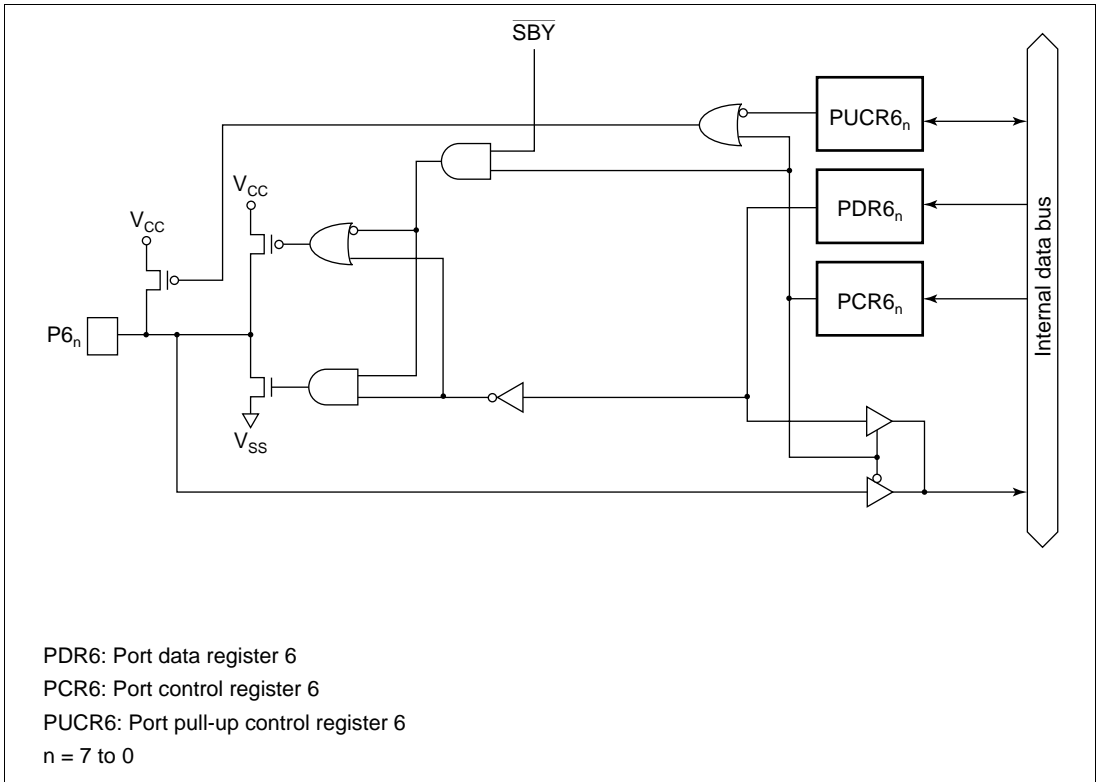 SBY
PUCR6n
VCC
PDR6n
VCC
PCR6n
P6n
VSS
Internal data bus
PDR6: Port data register 6
PCR6: Port control register 6
PUCR6: Port pull-up control register 6
n = 7 to 0